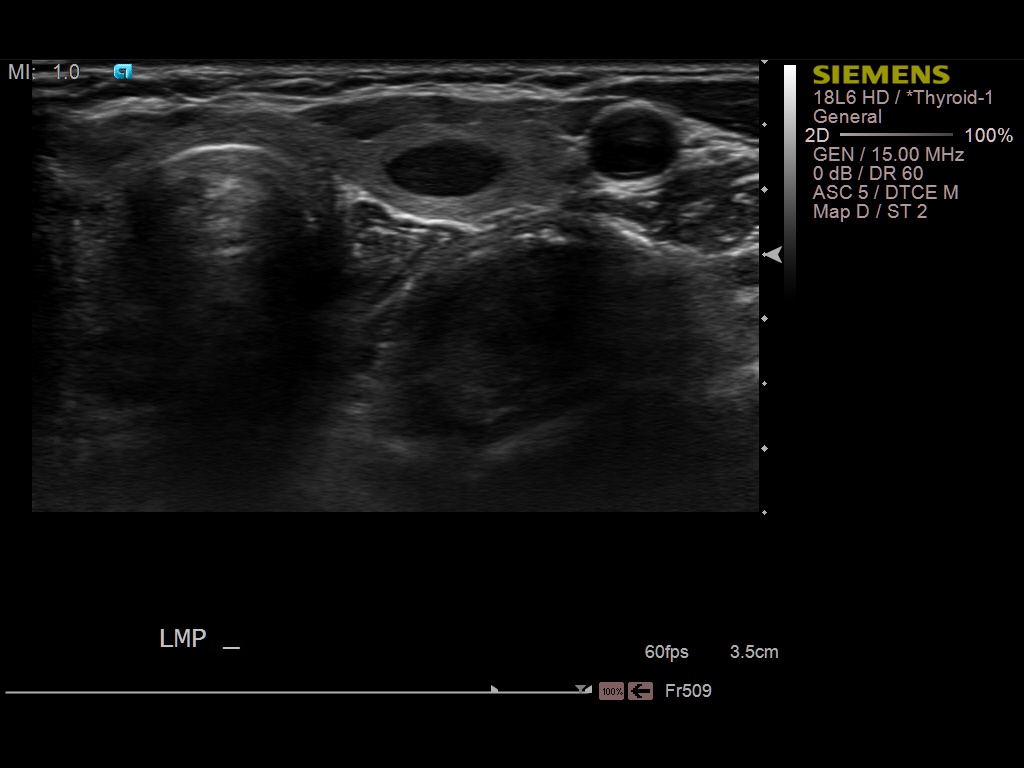 MI: 1.0
SIEMENS
18L6 HD / *Thyroid-1
General
2D 100%
GEN / 15.00 MHz
0 dB / DR 60
ASC 5 / DTCE M
Map D / ST 2
LMP _
60fps 3.5cm
100% Fr509